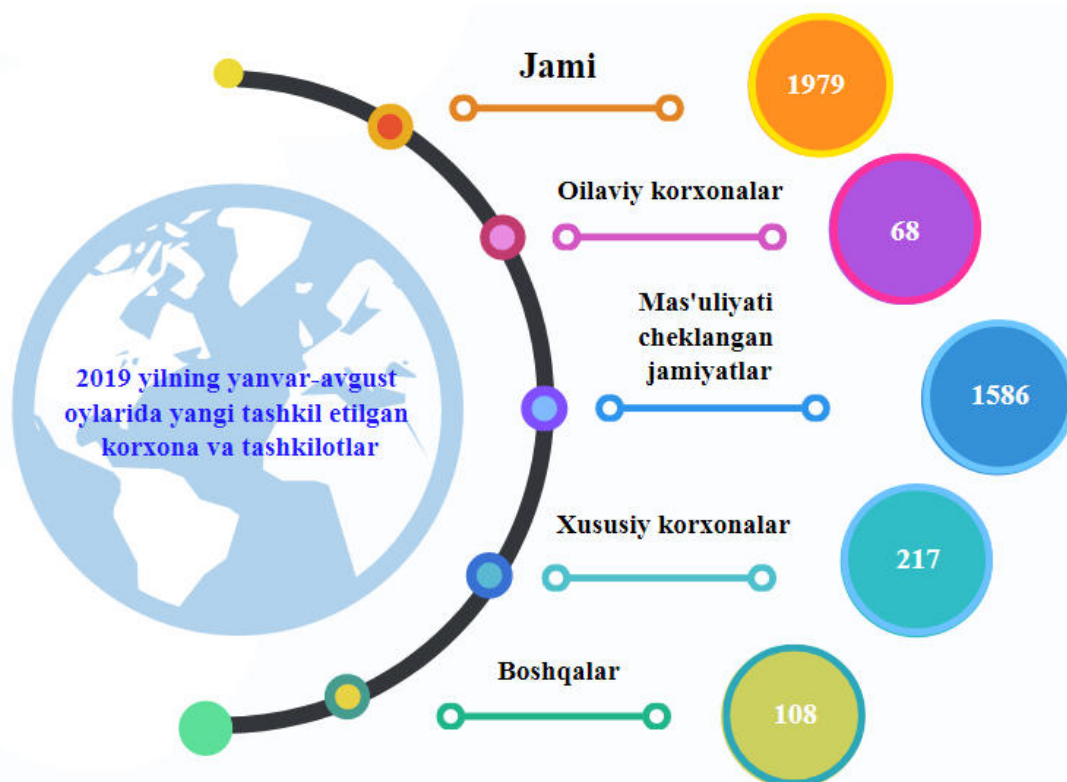 2019 yilning yanvar-avgust
oylarida yangi tashkil etilgan
korxona va tashkilotlar
Jami
1979
Oilaviy korxonalar
68
Mas'uliyati
cheklangan
jamiyatlar
1586
Xususiy korxonalar
217
Boshqalar
108